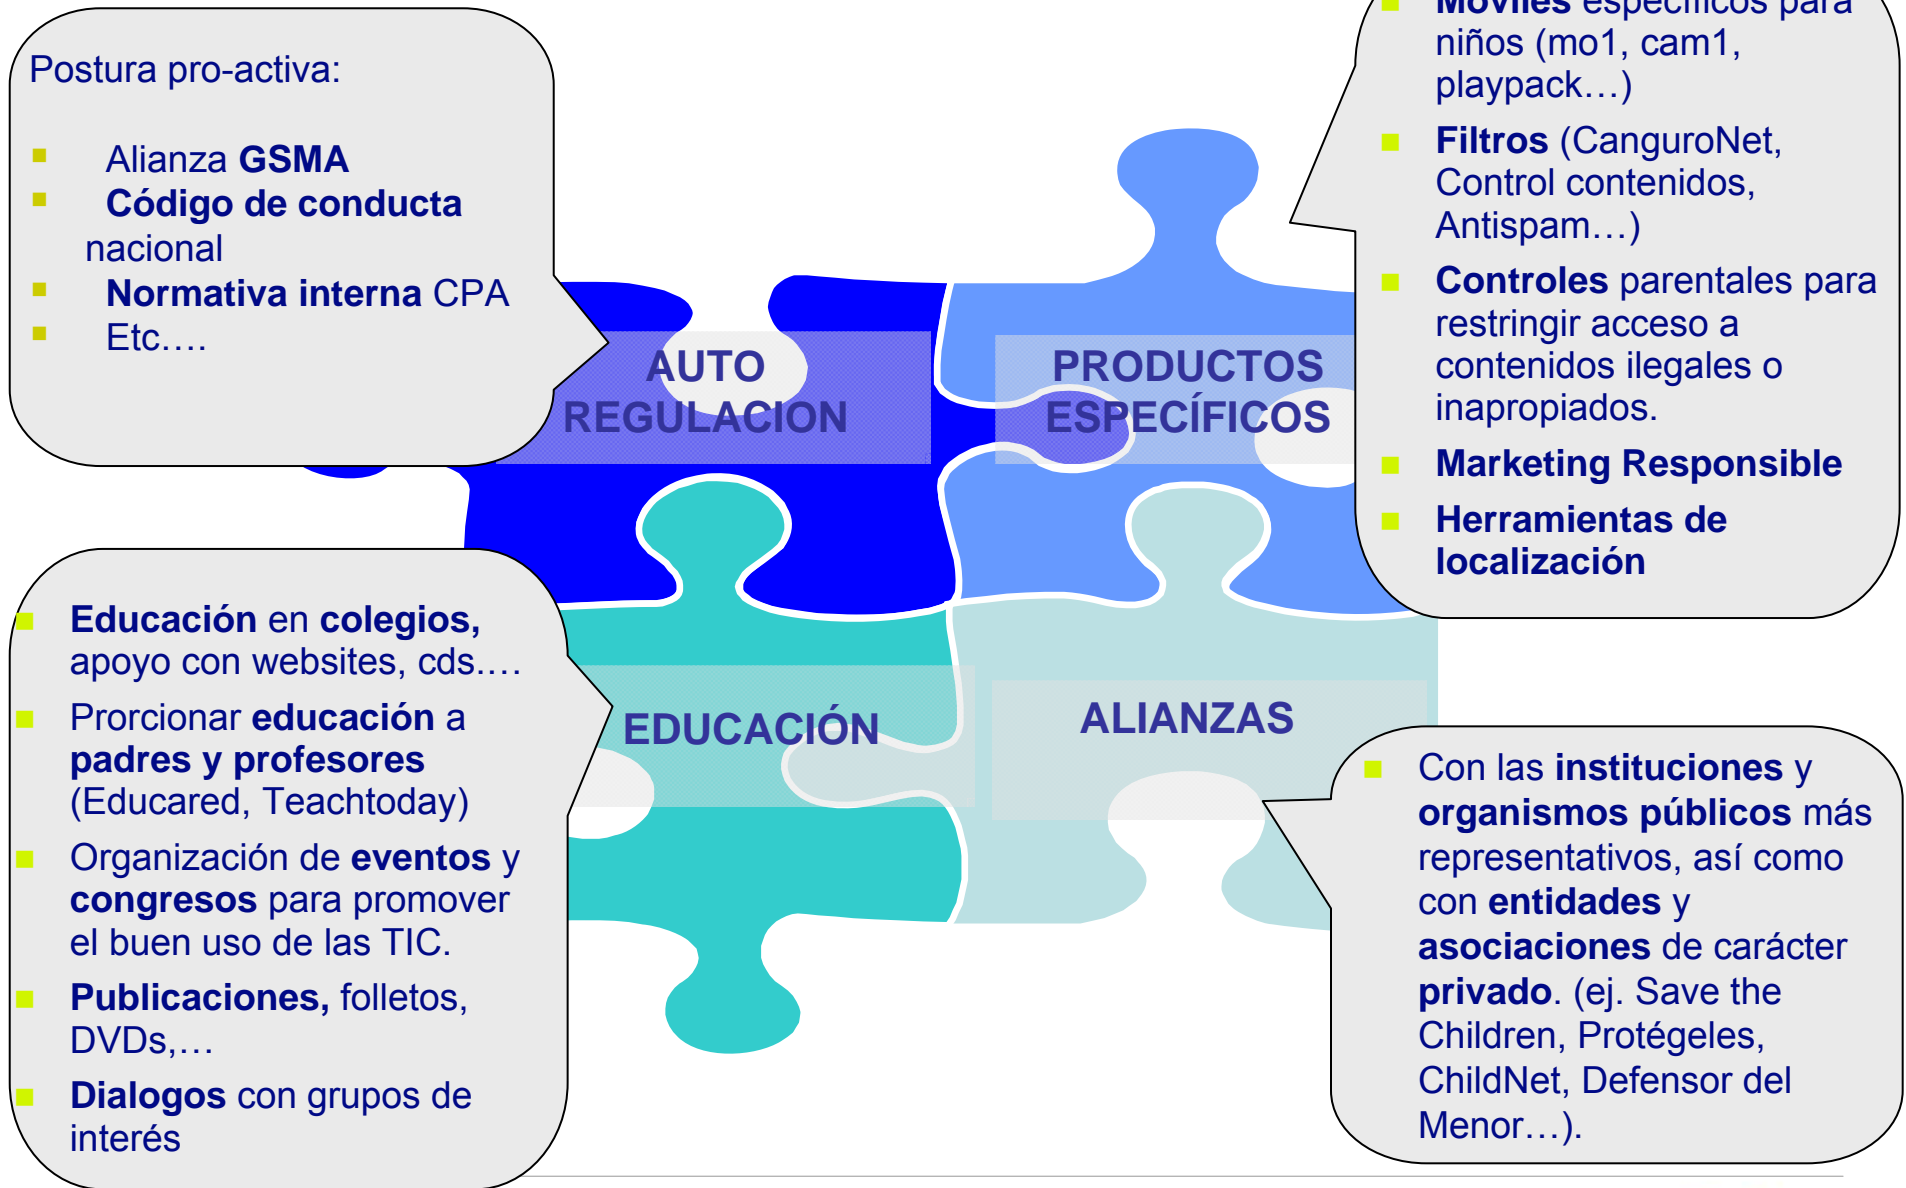 Postura pro-activa:
Alianza GSMA
Código de conducta
nacional
Normativa interna CPA
Etc….
Móviles específicos para
niños (mo1, cam1,
playpack…)
Filtros (CanguroNet,
Control contenidos,
Antispam…)
Controles parentales para
restringir acceso a
contenidos ilegales o
inapropiados.
Marketing Responsible
Herramientas de
localización
AUTO
REGULACION
PRODUCTOS
ESPECÍFICOS
EDUCACIÓN
ALIANZAS
Educación en colegios,
apoyo con websites, cds.…
Prorcionar educación a
padres y profesores
(Educared, Teachtoday)
Organización de eventos y
congresos para promover
el buen uso de las TIC.
Publicaciones, folletos,
DVDs,…
Dialogos con grupos de
interés
Con las instituciones y
organismos públicos más
representativos, así como
con entidades y
asociaciones de carácter
privado. (ej. Save the
Children, Protégeles,
ChildNet, Defensor del
Menor…).